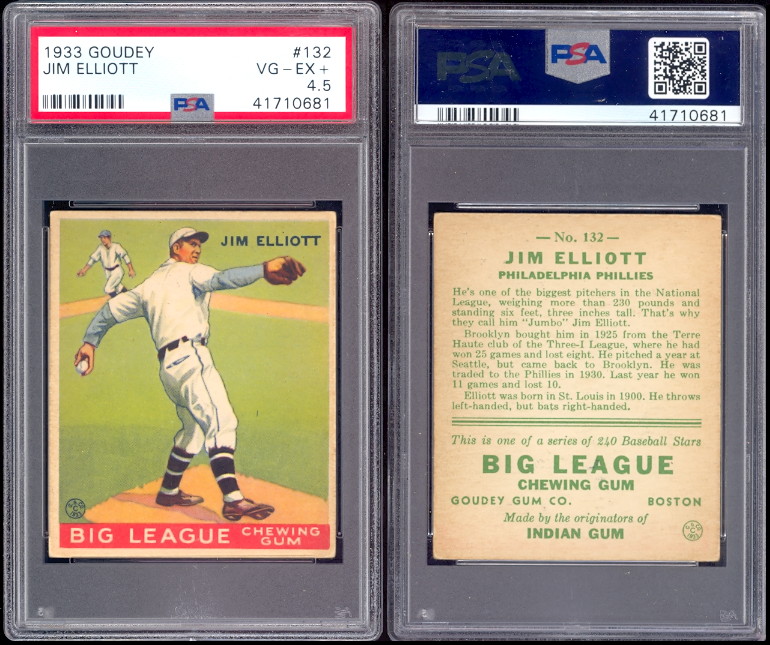 1933 GOUDEY #132
JIM ELLIOTT VG-EX+
4.5
PSA 41710681
JIM ELLIOTT
BIG LEAGUE CHEWING GUM
PSA PSA
41710681
— No. 132 —
JIM ELLIOTT
PHILADELPHIA PHILLIES
He's one of the biggest pitchers in the National
League, weighing more than 230 pounds and
standing six feet, three inches tall. That's why
they call him "Jumbo" Jim Elliott.
Brooklyn bought him in 1925 from the Terre
Haute club of the Three-I League, where he had
won 25 games and lost eight. He pitched a year at
Seattle, but came back to Brooklyn. He was
traded to the Phillies in 1930. Last year he won
11 games and lost 10.
Elliott was born in St. Louis in 1900. He throws
left-handed, but bats right-handed.
This is one of a series of 240 Baseball Stars
BIG LEAGUE
CHEWING GUM
GOUDEY GUM CO. BOSTON
Made by the originators of
INDIAN GUM